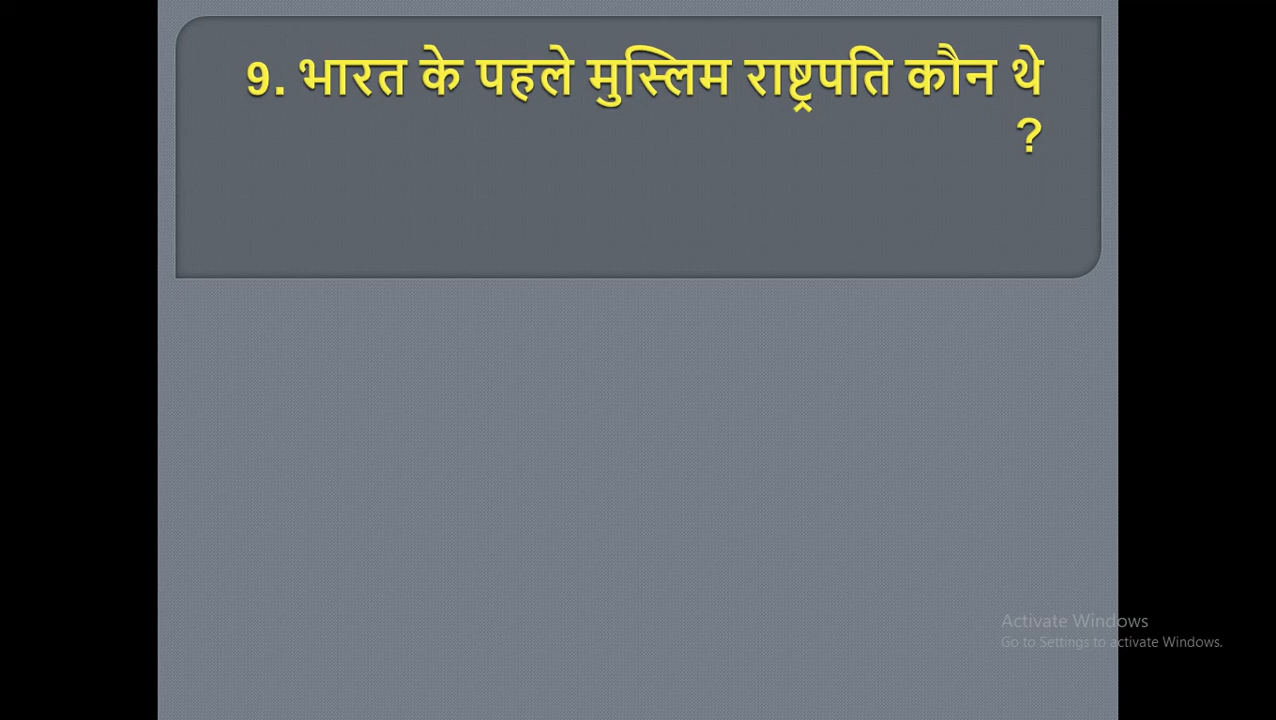 9. भारत के पहले मुस्लिम राष्ट्रपति कौन थे
?
Activate Windows
Go to Settings to activate Windows.